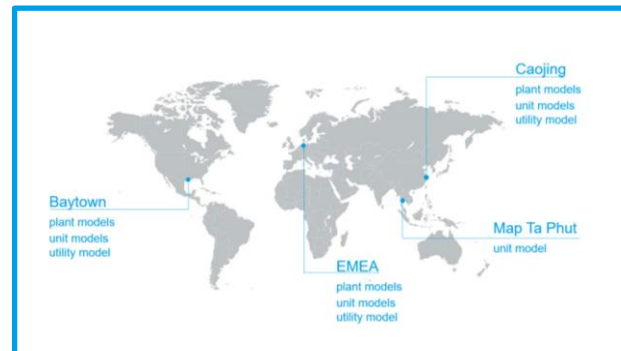 Caojing
plant models
unit models
utility model
Baytown
plant models
unit models
utility model
Map Ta Phut
unit model
EMEA
plant models
unit models
utility model